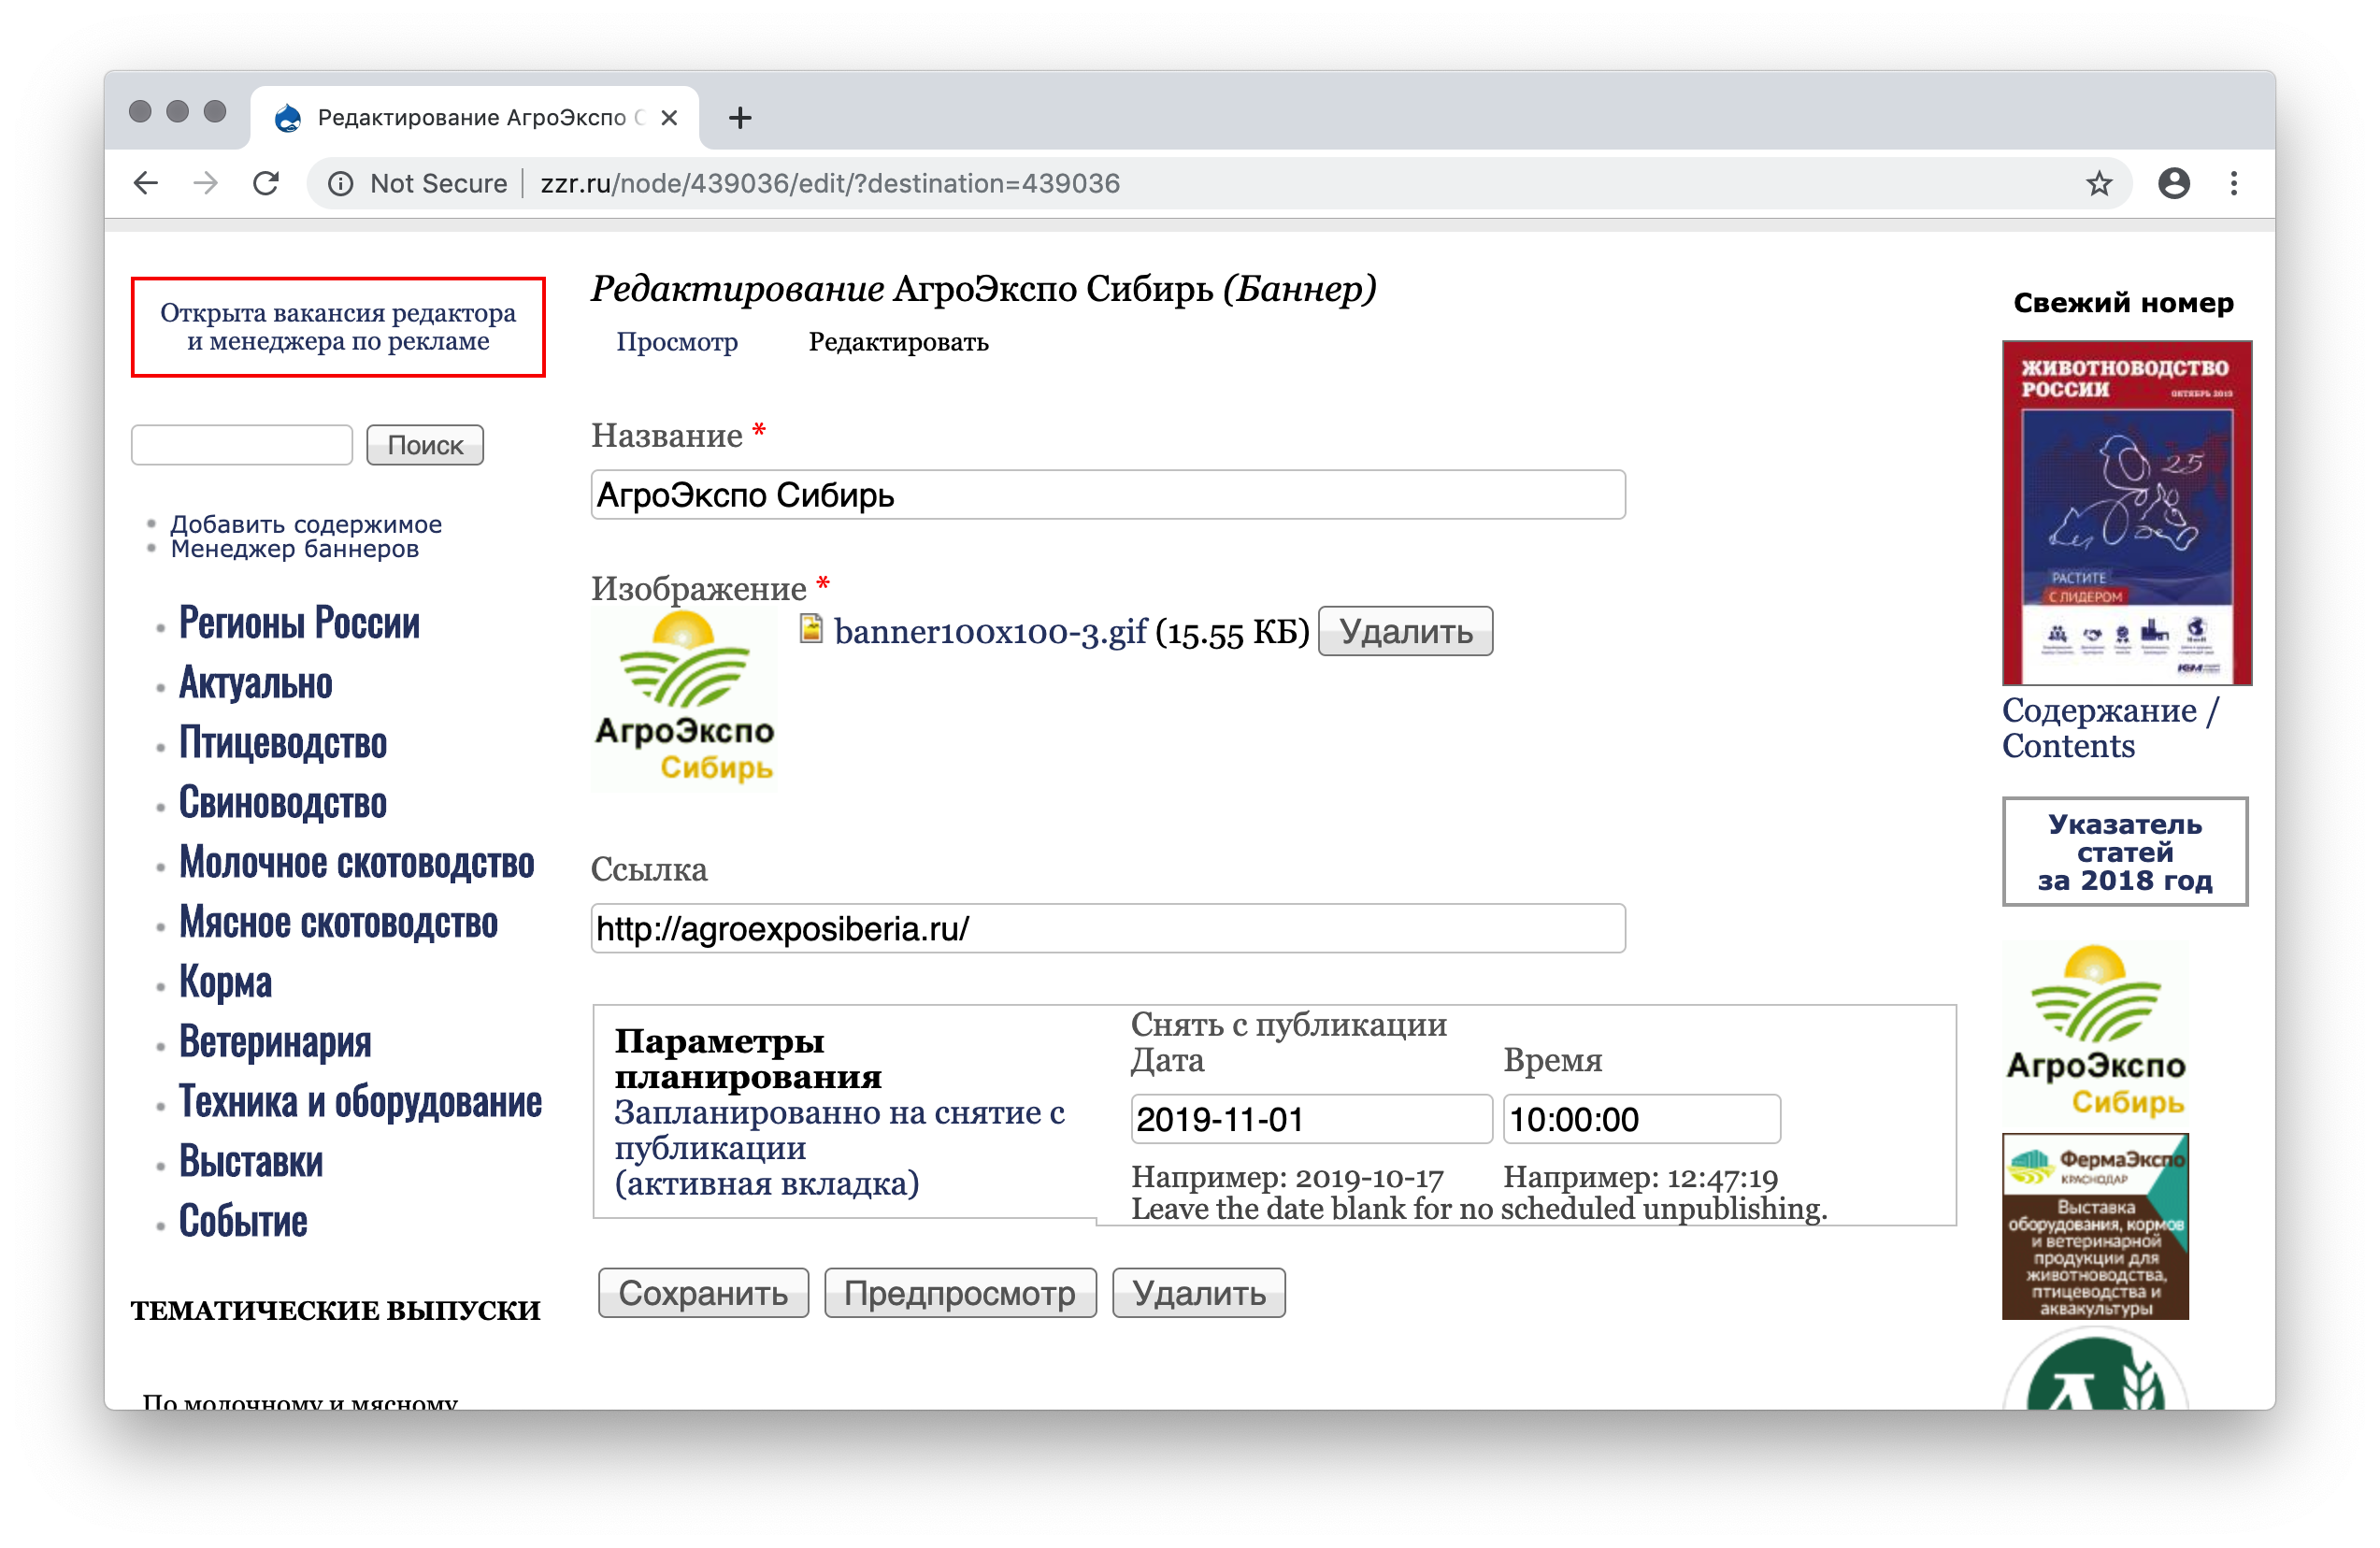 Редактирование АгроЭкспо С
Not Secure
zzr.ru/node/439036/edit/?destination=439036
Открыта вакансия редактора
и менеджера по рекламе
Поиск
Добавить содержимое
Менеджер баннеров
Регионы России
Актуально
Птицеводство
Свиноводство
Молочное скотоводство
Мясное скотоводство
Корма
Ветеринария
Техника и оборудование
Выставки
Событие
ТЕМАТИЧЕСКИЕ ВЫПУСКИ
По молочному и мясному
Редактирование АгроЭкспо Сибирь (Баннер)
Просмотр Редактировать
Название *
АгроЭкспо Сибирь
Изображение *
АгроЭкспо
Сибирь
banner100x100-3.gif (15.55 КБ) Удалить
Ссылка
http://agroexposiberia.ru/
Параметры
планирования
Запланированно на снятие с
публикации
(активная вкладка)
Снять с публикации
Дата Время
2019-11-01 10:00:00
Например: 2019-10-17 Например: 12:47:19
Leave the date blank for no scheduled unpublishing.
Сохранить Предпросмотр Удалить
Свежий номер
ЖИВОТНОВОДСТВО
РОССИИ
ОКТЯБРЬ 2019
25
РАСТИТЕ
С ЛИДЕРОМ
Содержание /
Contents
Указатель
статей
за 2018 год
АгроЭкспо
Сибирь
ФермаЭкспо
КРАСНОДАР
Выставка
оборудования, кормов
и ветеринарной
продукции для
животноводства,
птицеводства и
аквакультуры